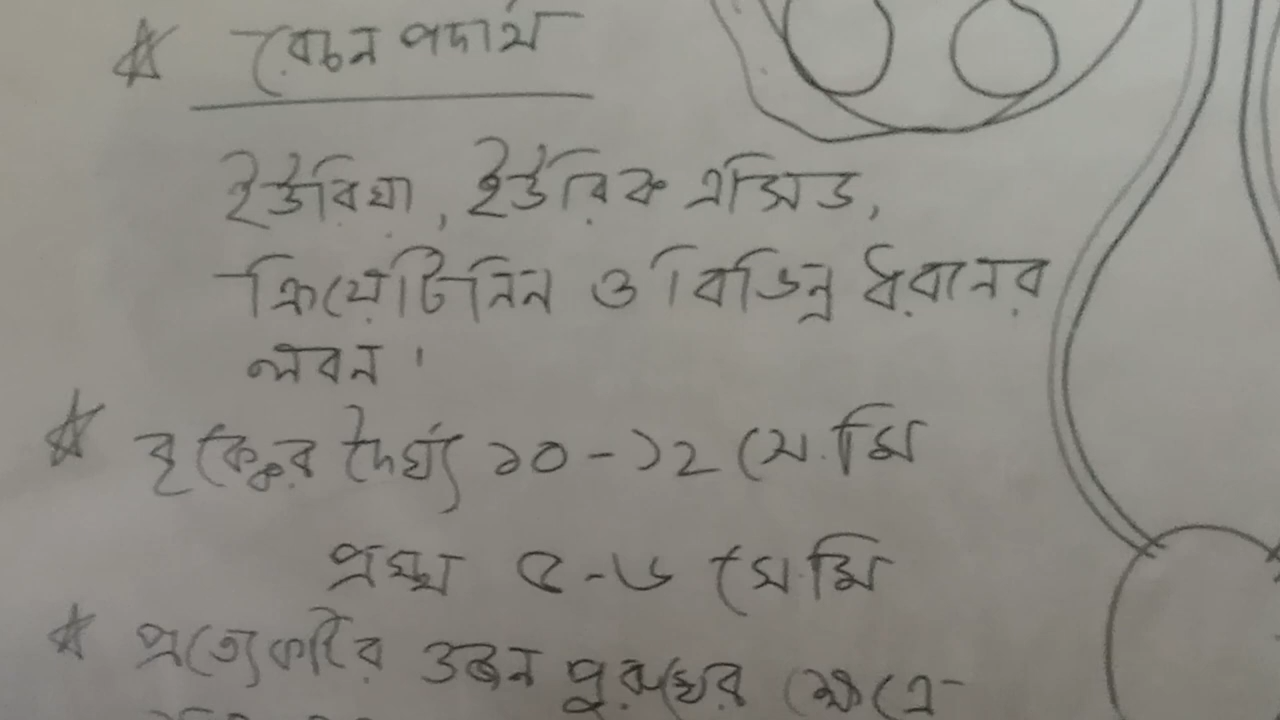 * রেচন পদার্থ
ইউরিয়া, ইউরিক এসিড,
ক্রিয়েটিনিন ও বিভিন্ন ধরনের
লবন।
* বৃক্কের দৈর্ঘ্য ১০-১২ সে.মি
প্রস্থ ৫-৬ সে.মি
* প্রত্যেকটির ওজন পুরুষের ক্ষেত্রে